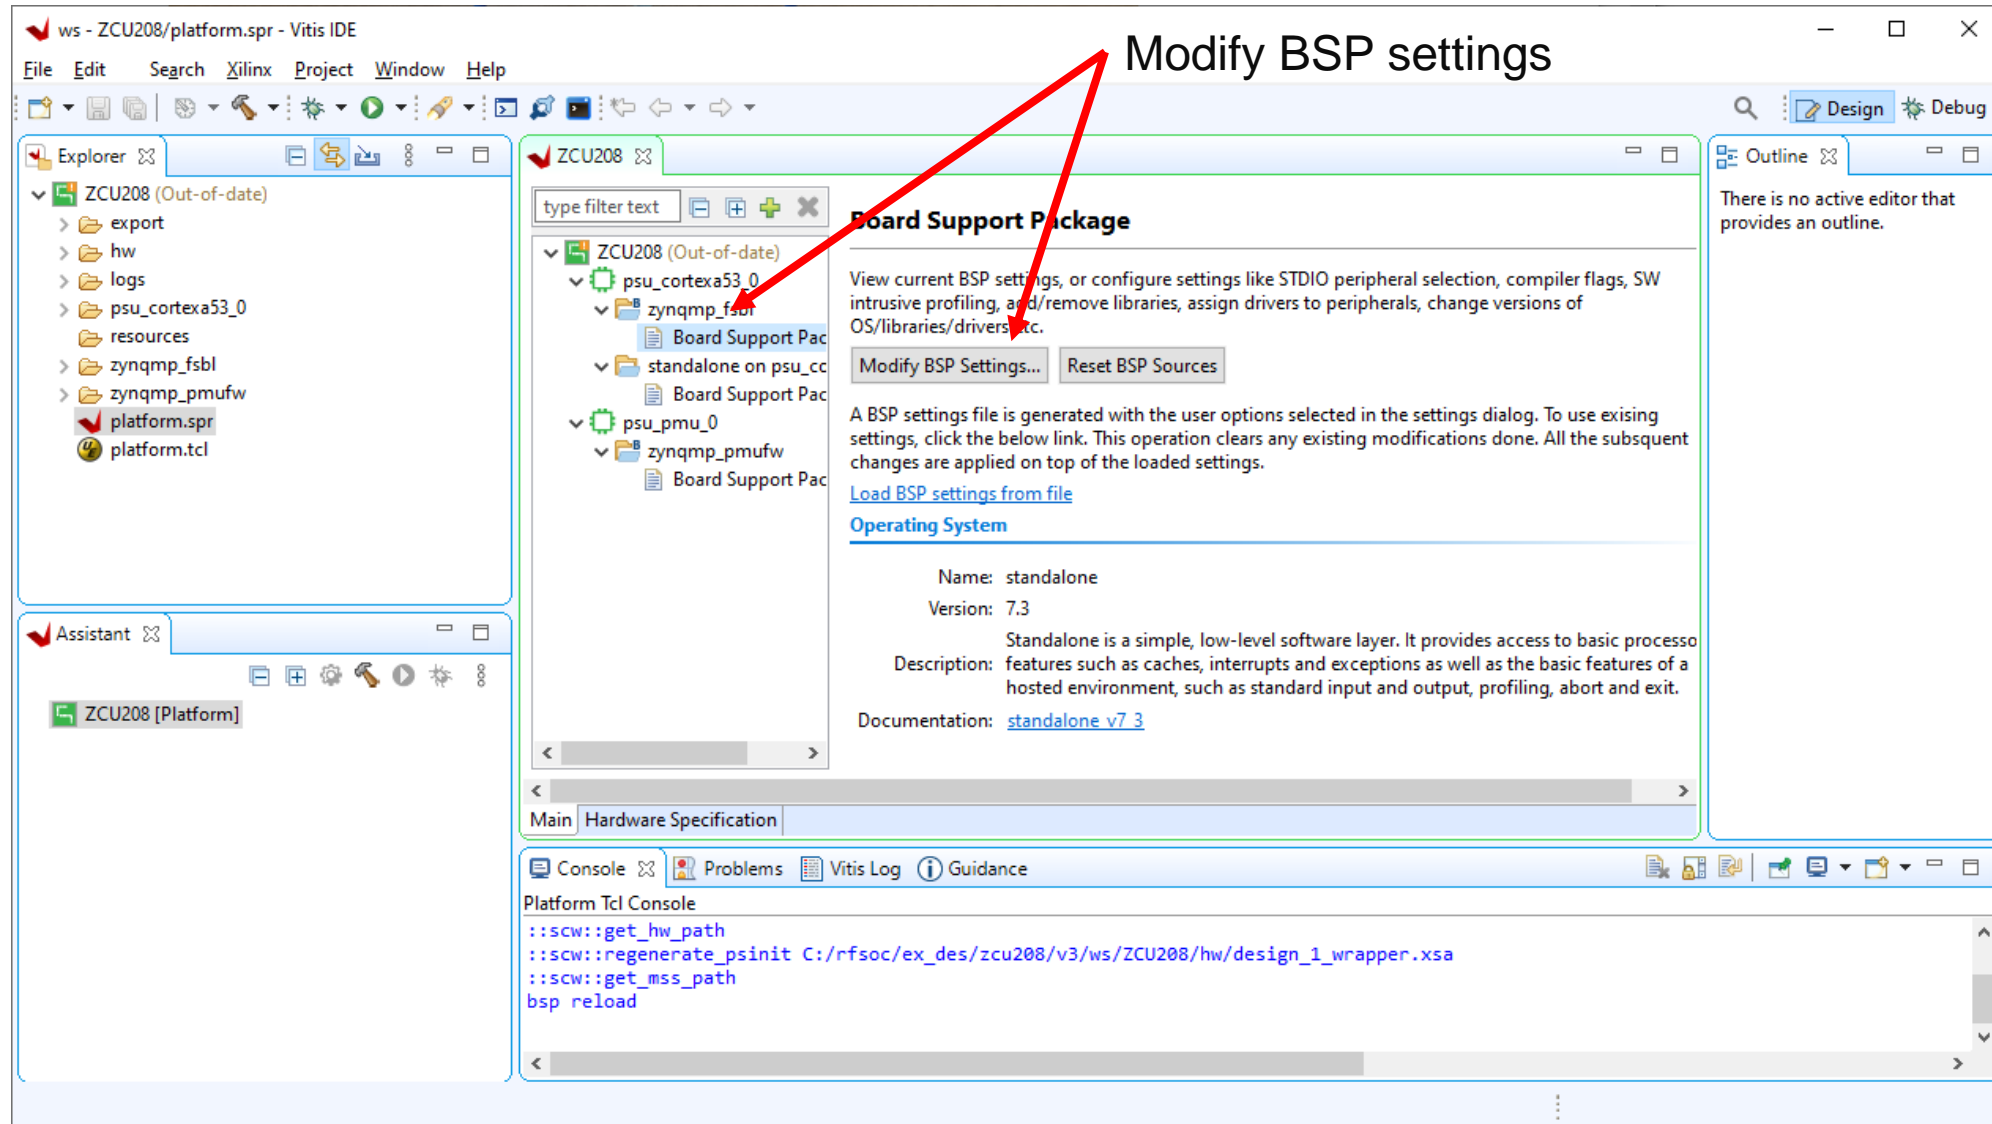 ws - ZCU208/platform.spr - Vitis IDE
Modify BSP settings
File Edit Search Xilinx Project Window Help
Design Debug
Explorer
ZCU208 (Out-of-date)
export
hw
logs
psu_cortexa53_0
resources
zynqmp_fsbl
zynqmp_pmufw
platform.spr
platform.tcl
Assistant
ZCU208 [Platform]
ZCU208
type filter text
ZCU208 (Out-of-date)
psu_cortexa53_0
zynqmp_fsbl
Board Support Pac
standalone on psu_cc
Board Support Pac
psu_pmu_0
zynqmp_pmufw
Board Support Pac
Board Support Package
View current BSP settings, or configure settings like STDIO peripheral selection, compiler flags, SW
intrusive profiling, add/remove libraries, assign drivers to peripherals, change versions of
OS/libraries/drivers etc.
Modify BSP Settings... Reset BSP Sources
A BSP settings file is generated with the user options selected in the settings dialog. To use exising
settings, click the below link. This operation clears any existing modifications done. All the subsquent
changes are applied on top of the loaded settings.
Load BSP settings from file
Operating System
Name: standalone
Version: 7.3
Standalone is a simple, low-level software layer. It provides access to basic processo
Description: features such as caches, interrupts and exceptions as well as the basic features of a
hosted environment, such as standard input and output, profiling, abort and exit.
Documentation: standalone_v7_3
Main Hardware Specification
Outline
There is no active editor that
provides an outline.
Console Problems Vitis Log Guidance
Platform Tcl Console
::scw::get_hw_path
::scw::regenerate_psinit C:/rfsoc/ex_des/zcu208/v3/ws/ZCU208/hw/design_1_wrapper.xsa
::scw::get_mss_path
bsp reload